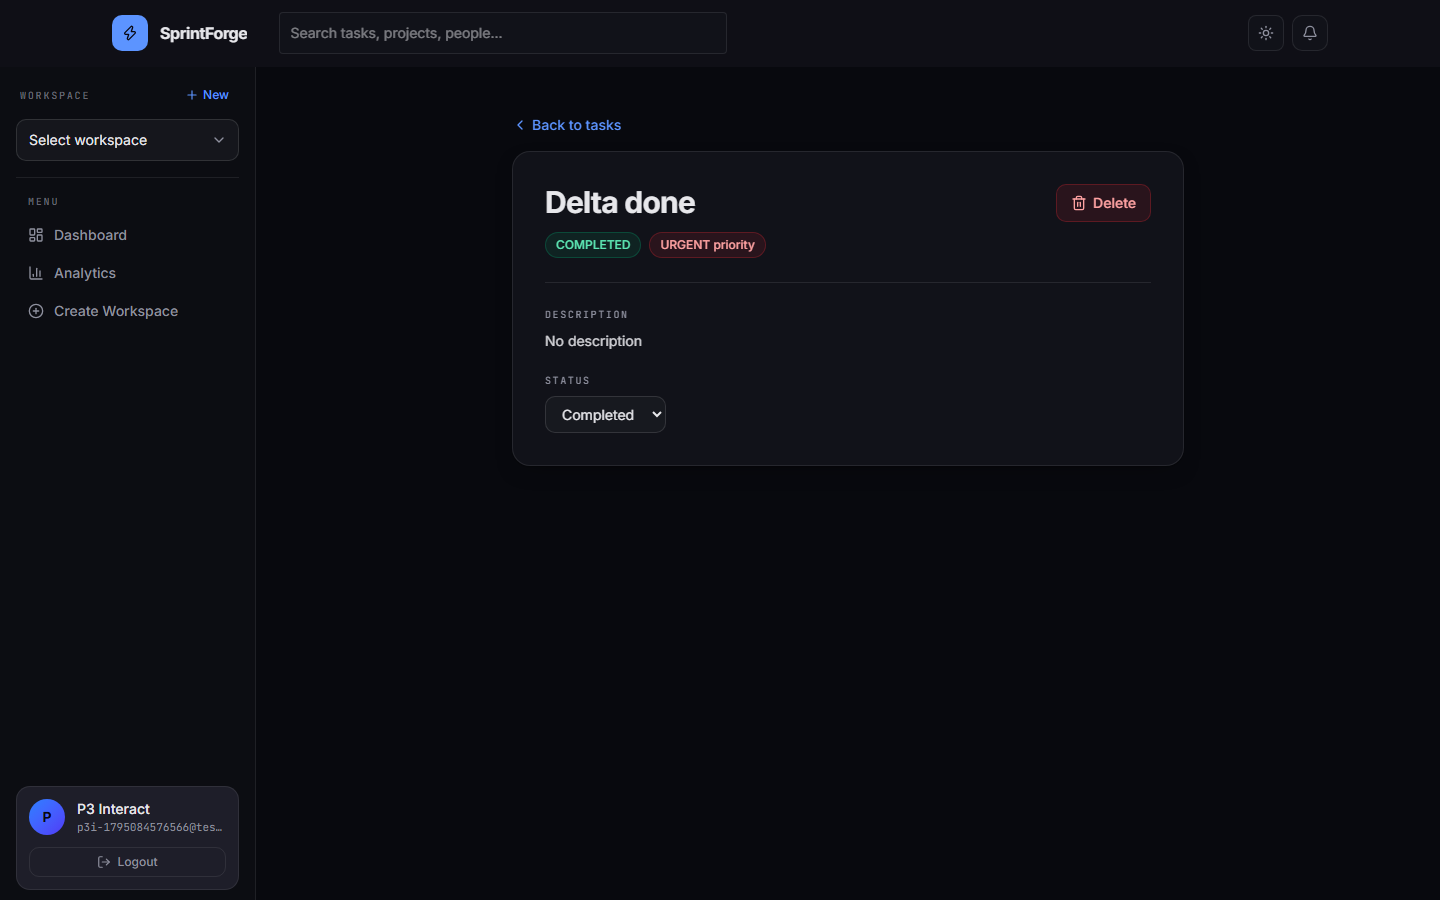 SprintForge
Search tasks, projects, people...
WORKSPACE
New
Select workspace
MENU
Dashboard
Analytics
Create Workspace
Back to tasks
Delta done
Delete
COMPLETED
URGENT priority
DESCRIPTION
No description
STATUS
Completed
P
P3 Interact
p3i-1795084576566@tes…
Logout